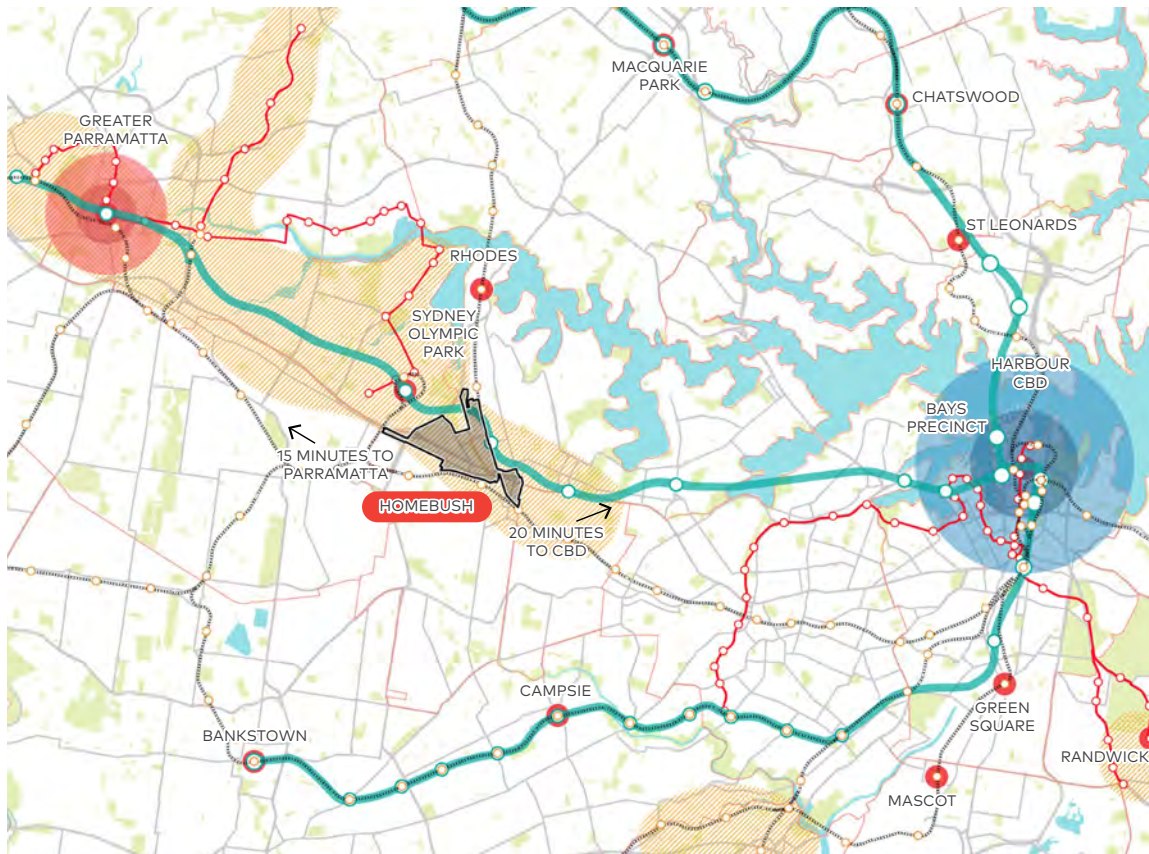 MACQUARIE
PARK
CHATSWOOD
GREATER
PARRAMATTA
ST LEONARDS
RHODES
SYDNEY
OLYMPIC
PARK
HARBOUR
CBD
BAYS
PRECINCT
15 MINUTES TO
PARRAMATTA
HOMEBUSH
20 MINUTES
TO CBD
CAMPSIE
BANKSTOWN
GREEN
SQUARE
RANDWICK
MASCOT